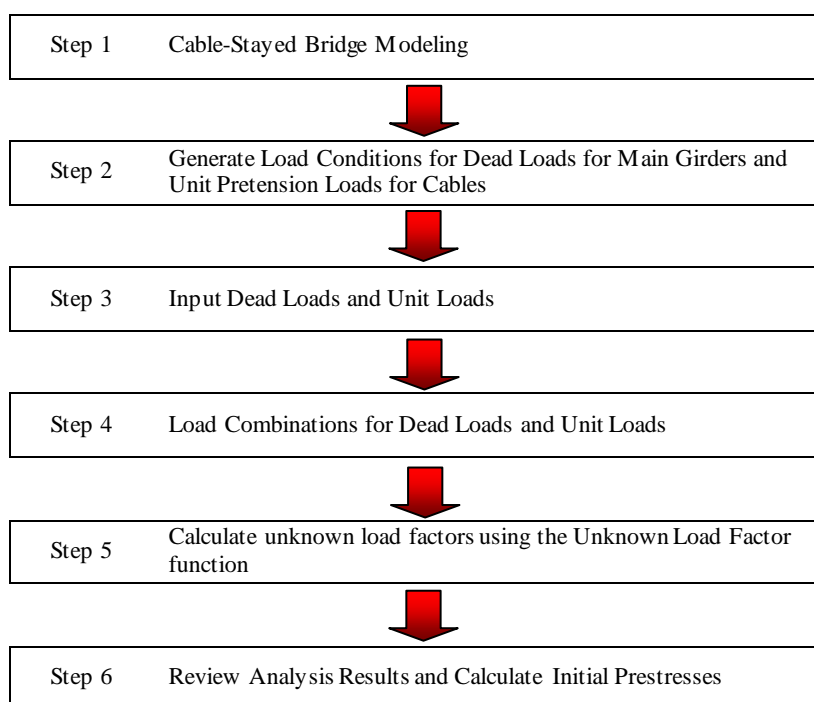 Step 1 Cable-Stayed Bridge Modeling
Step 2 Generate Load Conditions for Dead Loads for Main Girders and
Unit Pretension Loads for Cables
Step 3 Input Dead Loads and Unit Loads
Step 4 Load Combinations for Dead Loads and Unit Loads
Step 5 Calculate unknown load factors using the Unknown Load Factor
function
Step 6 Review Analysis Results and Calculate Initial Prestresses